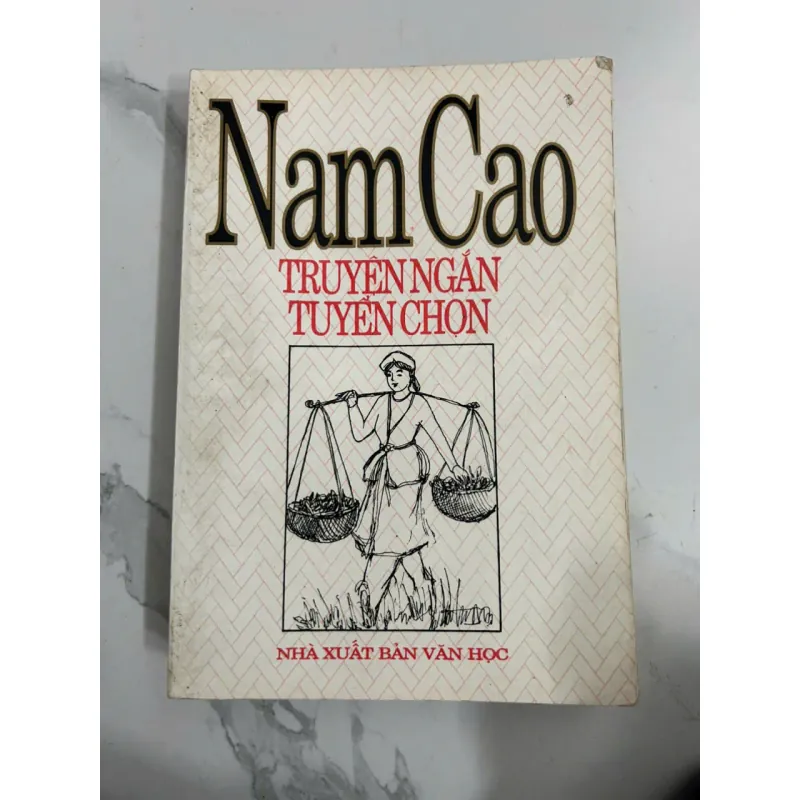 Nam Cao
TRUYỆN NGẮN
TUYỂN CHỌN
NHÀ XUẤT BẢN VĂN HỌC